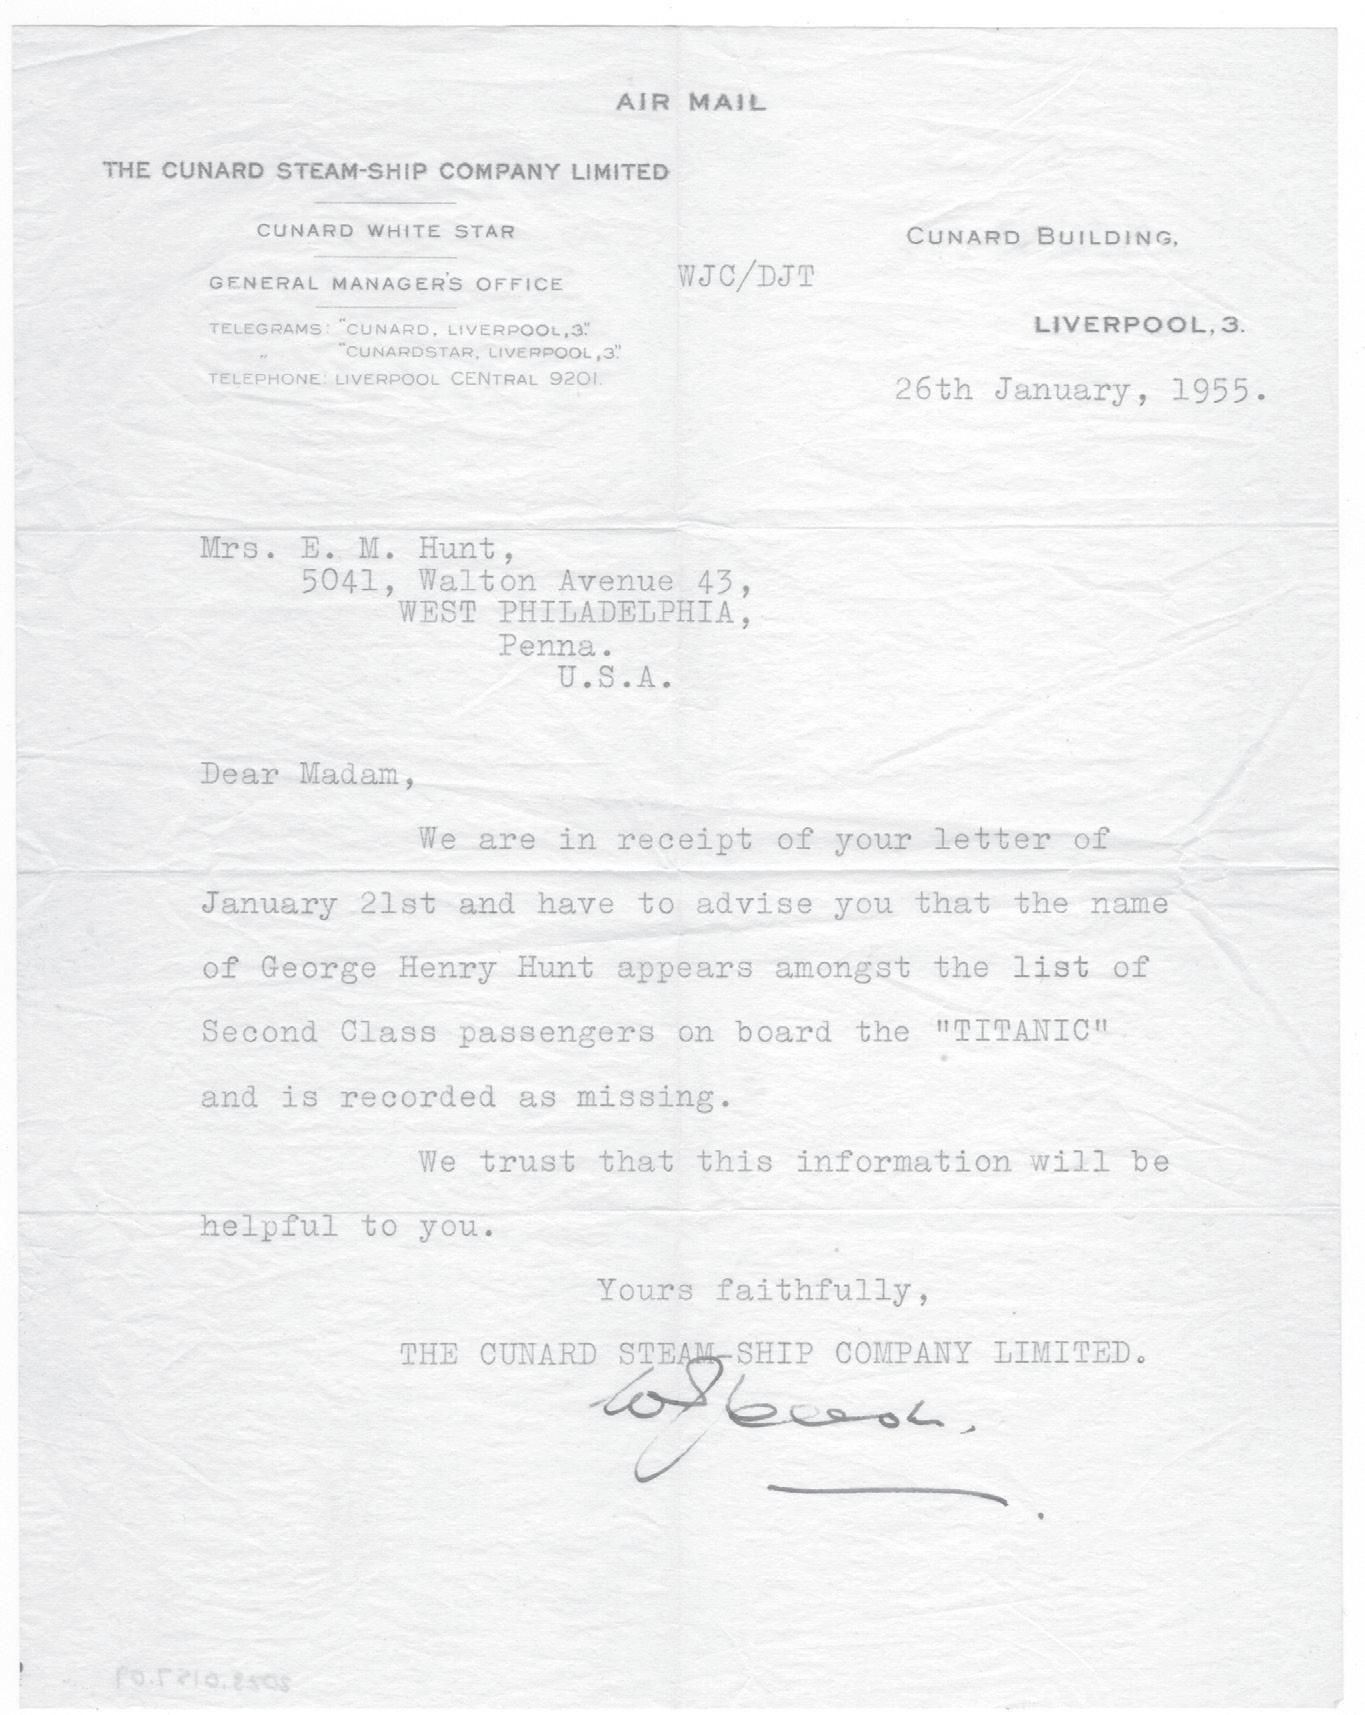 AIR MAIL
THE CUNARD STEAM-SHIP COMPANY LIMITED
CUNARD WHITE STAR
GENERAL MANAGER'S OFFICE
TELEGRAMS: "CUNARD, LIVERPOOL, 3."
" "CUNARDSTAR, LIVERPOOL, 3."
TELEPHONE: LIVERPOOL CENTRAL 9201.
WJC/DJT
CUNARD BUILDING,
LIVERPOOL, 3.
26th January, 1955.
Mrs. E. M. Hunt,
5041, Walton Avenue 43,
WEST PHILADELPHIA,
Penna.
U.S.A.
Dear Madam,
We are in receipt of your letter of
January 21st and have to advise you that the name
of George Henry Hunt appears amongst the list of
Second Class passengers on board the "TITANIC"
and is recorded as missing.
We trust that this information will be
helpful to you.
Yours faithfully,
THE CUNARD STEAM-SHIP COMPANY LIMITED.
2023.0157.09